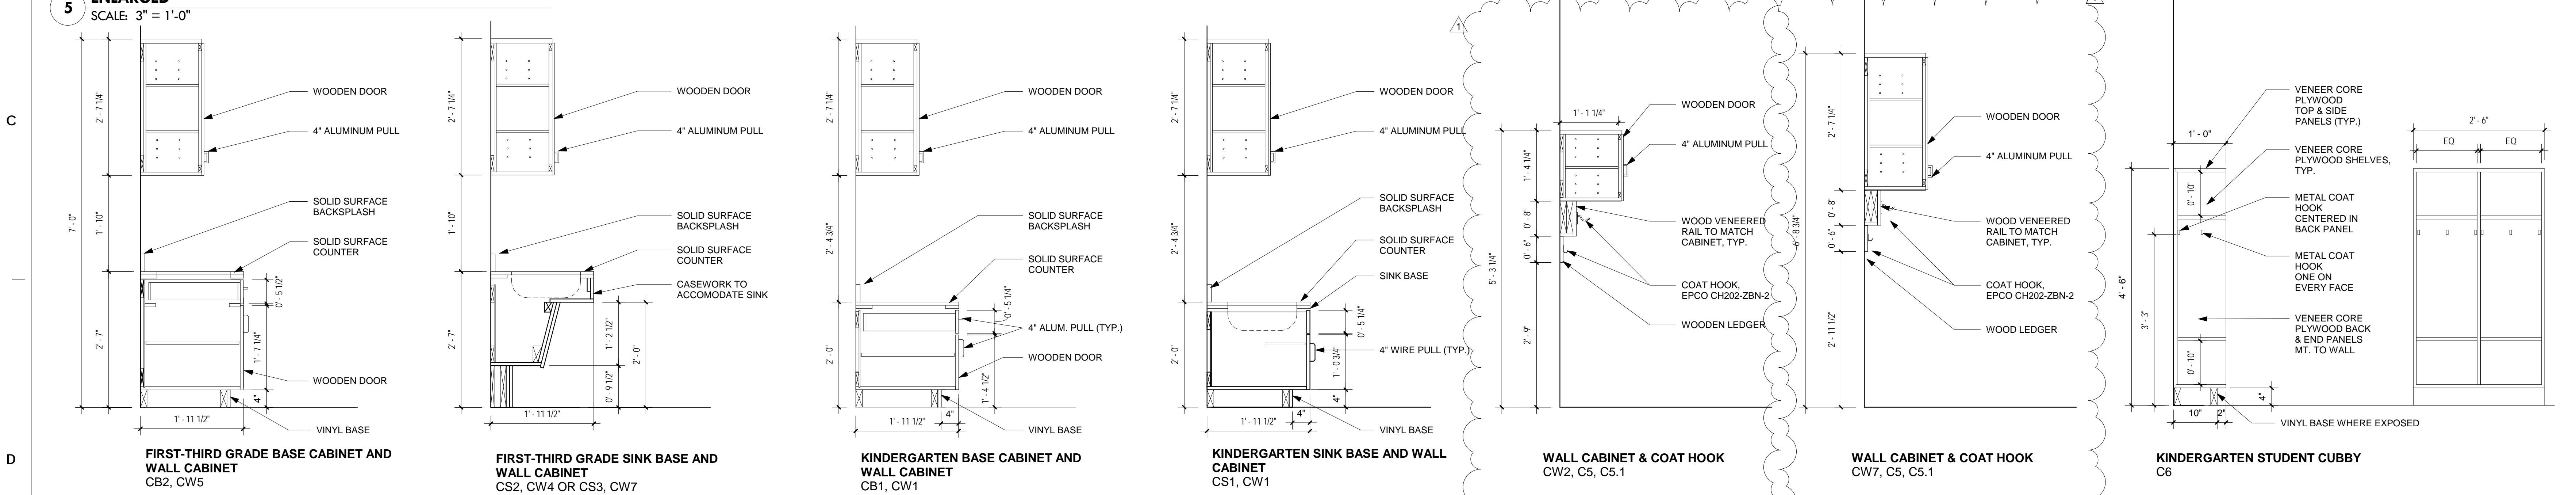 5
ENLARGED
SCALE: 3" = 1'-0"
C
D
7' - 0"
2' - 7 1/4"
1' - 10"
2' - 7"
WOODEN DOOR
4" ALUMINUM PULL
SOLID SURFACE
BACKSPLASH
SOLID SURFACE
COUNTER
0' - 5 1/2"
1' - 7 1/4"
4"
WOODEN DOOR
1' - 11 1/2"
VINYL BASE
FIRST-THIRD GRADE BASE CABINET AND
WALL CABINET
CB2, CW5
2' - 7 1/4"
1' - 10"
2' - 7"
WOODEN DOOR
4" ALUMINUM PULL
SOLID SURFACE
BACKSPLASH
SOLID SURFACE
COUNTER
CASEWORK TO
ACCOMODATE SINK
1' - 2 1/2"
2' - 0"
0' - 9 1/2"
1' - 11 1/2"
FIRST-THIRD GRADE SINK BASE AND
WALL CABINET
CS2, CW4 OR CS3, CW7
2' - 7 1/4"
2' - 4 3/4"
2' - 0"
WOODEN DOOR
4" ALUMINUM PULL
SOLID SURFACE
BACKSPLASH
SOLID SURFACE
COUNTER
0' - 5 1/4"
4" ALUM. PULL (TYP.)
WOODEN DOOR
1' - 4 1/2"
4"
1' - 11 1/2"
VINYL BASE
KINDERGARTEN BASE CABINET AND
WALL CABINET
CB1, CW1
2' - 7 1/4"
2' - 4 3/4"
2' - 0"
WOODEN DOOR
4" ALUMINUM PULL
SOLID SURFACE
BACKSPLASH
SOLID SURFACE
COUNTER
SINK BASE
0' - 5 1/4"
4" WIRE PULL (TYP.)
1' - 0 3/4"
4"
4"
1' - 11 1/2"
VINYL BASE
KINDERGARTEN SINK BASE AND WALL
CABINET
CS1, CW1
1
1' - 1 1/4"
WOODEN DOOR
4" ALUMINUM PULL
5' - 3 1/4"
1' - 4 1/4"
0' - 8"
0' - 6"
2' - 9"
WOOD VENEERED
RAIL TO MATCH
CABINET, TYP.
COAT HOOK,
EPCO CH202-ZBN-2
WOODEN LEDGER
WALL CABINET & COAT HOOK
CW2, C5, C5.1
6' - 8 3/4"
2' - 7 1/4"
0' - 8"
0' - 6"
2' - 11 1/2"
WOODEN DOOR
4" ALUMINUM PULL
WOOD VENEERED
RAIL TO MATCH
CABINET, TYP.
COAT HOOK,
EPCO CH202-ZBN-2
WOOD LEDGER
WALL CABINET & COAT HOOK
CW7, C5, C5.1
1' - 0"
4' - 6"
3' - 3"
0' - 10"
0' - 10"
10"
2"
4"
VENEER CORE
PLYWOOD
TOP & SIDE
PANELS (TYP.)
VENEER CORE
PLYWOOD SHELVES,
TYP.
METAL COAT
HOOK
CENTERED IN
BACK PANEL
METAL COAT
HOOK
ONE ON
EVERY FACE
VENEER CORE
PLYWOOD BACK
& END PANELS
MT. TO WALL
VINYL BASE WHERE EXPOSED
2' - 6"
EQ
EQ
KINDERGARTEN STUDENT CUBBY
C6